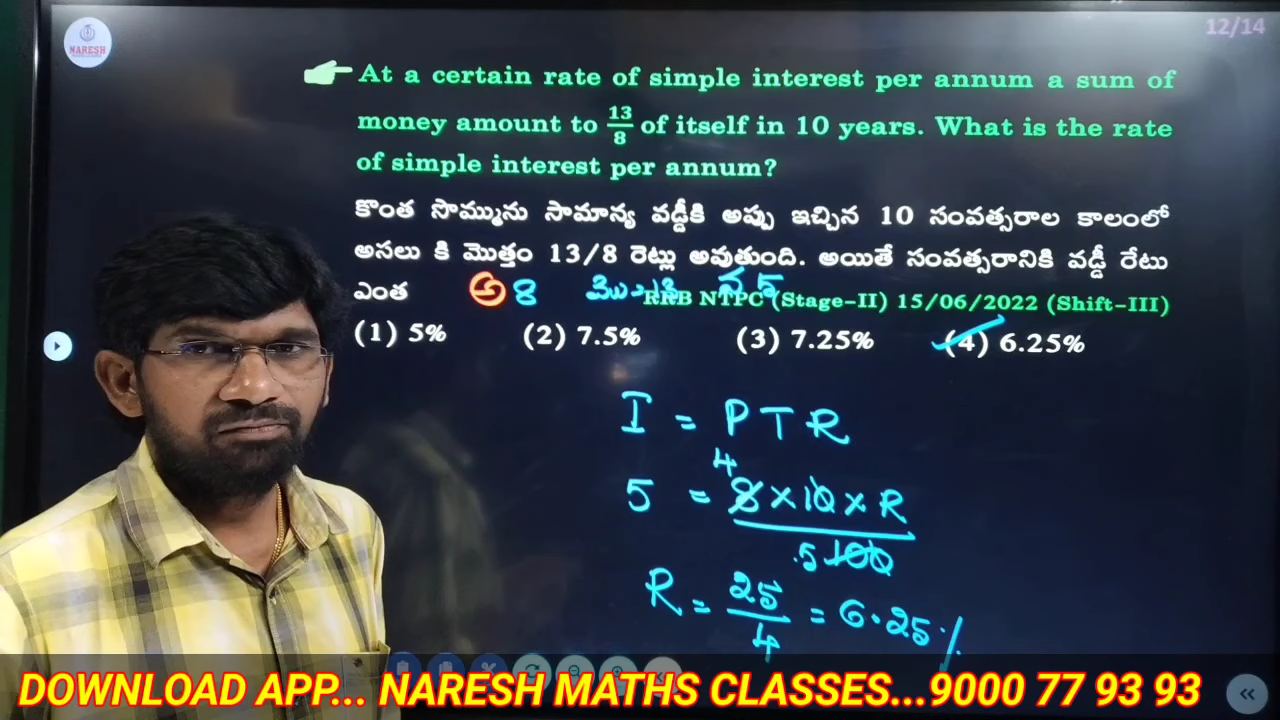 NARESH
12/14
At a certain rate of simple interest per annum a sum of
money amount to 13/8 of itself in 10 years. What is the rate
of simple interest per annum?
కొంత సొమ్మును సామాన్య వడ్డీకి అప్పు ఇచ్చిన 10 సంవత్సరాల కాలంలో
అసలు కి మొత్తం 13/8 రెట్లు అవుతుంది. అయితే సంవత్సరానికి వడ్డీ రేటు
ఎంత
అ 8
RRB NTPC (Stage-II) 15/06/2022 (Shift-III)
(1) 5% (2) 7.5% (3) 7.25% (4) 6.25%
I = PTR
4
5 = 8×10×R
5 100
R = 25/4 = 6.25%
DOWNLOAD APP... NARESH MATHS CLASSES...9000 77 93 93